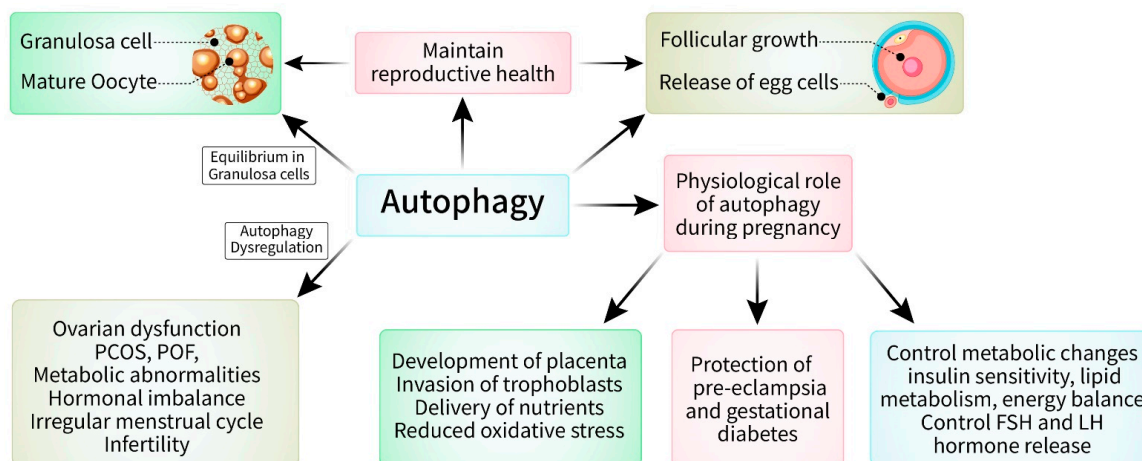 Granulosa cell
Mature Oocyte
Maintain
reproductive health
Follicular growth
Release of egg cells
Equilibrium in
Granulosa cells
Autophagy
Physiological role
of autophagy
during pregnancy
Autophagy
Dysregulation
Ovarian dysfunction
PCOS, POF,
Metabolic abnormalities
Hormonal imbalance
Irregular menstrual cycle
Infertility
Development of placenta
Invasion of trophoblasts
Delivery of nutrients
Reduced oxidative stress
Protection of
pre-eclampsia
and gestational
diabetes
Control metabolic changes
insulin sensitivity, lipid
metabolism, energy balance
Control FSH and LH
hormone release